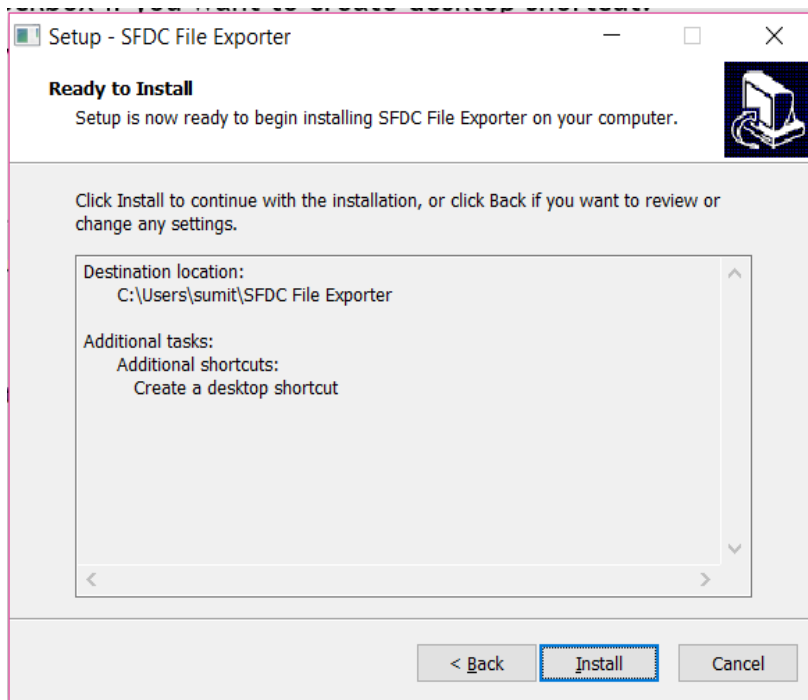 Setup - SFDC File Exporter
Ready to Install
Setup is now ready to begin installing SFDC File Exporter on your computer.
Click Install to continue with the installation, or click Back if you want to review or
change any settings.
Destination location:
C:\Users\sumit\SFDC File Exporter
Additional tasks:
Additional shortcuts:
Create a desktop shortcut
< Back
Install
Cancel